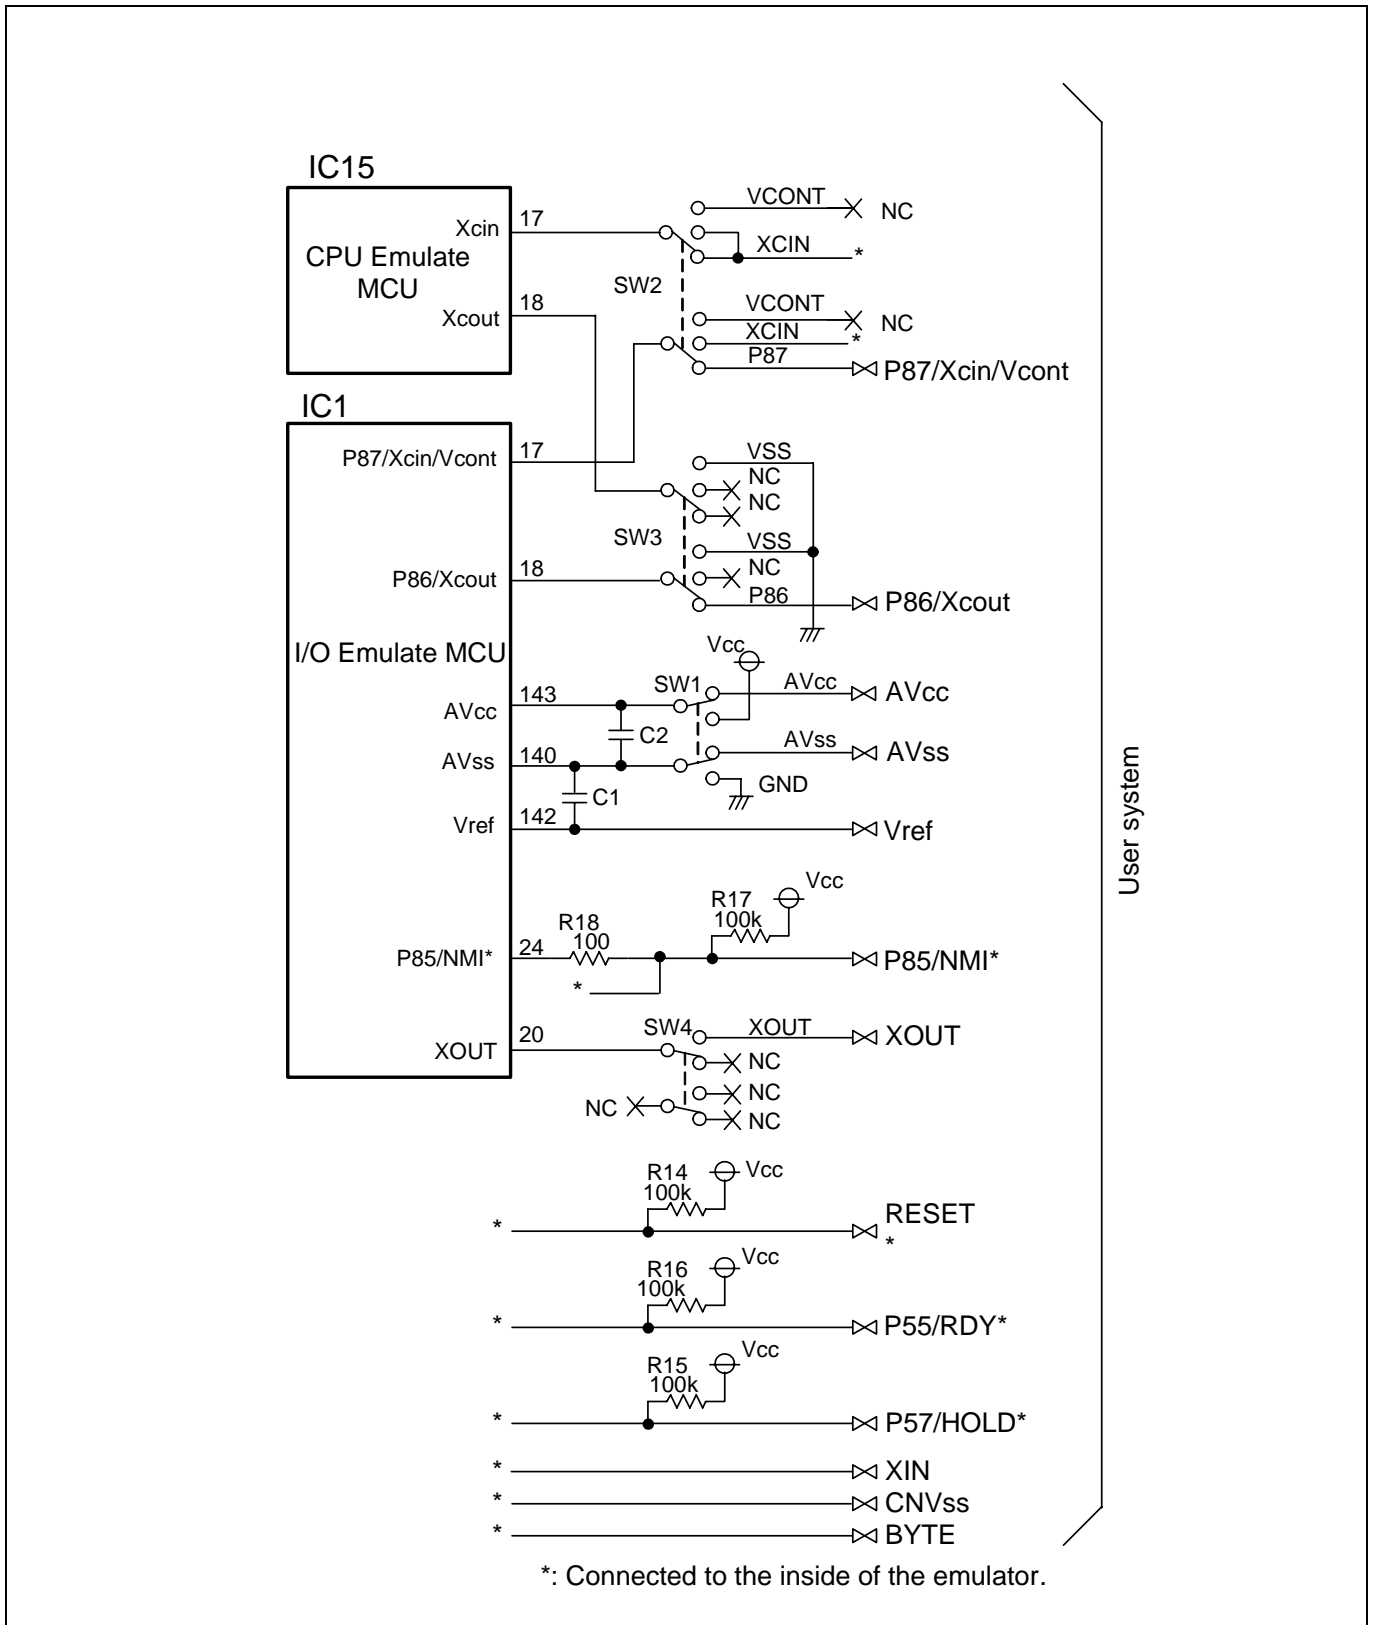 IC15
CPU Emulate
MCU
Xcin
17
Xcout
18
SW2
VCONT
NC
XCIN
*
VCONT
NC
XCIN
*
P87
P87/Xcin/Vcont
IC1
I/O Emulate MCU
P87/Xcin/Vcont
17
SW3
VSS
NC
NC
VSS
NC
P86/Xcout
18
P86
P86/Xcout
Vcc
SW1
AVcc
143
AVcc
AVcc
C2
AVss
140
AVss
AVss
GND
C1
Vref
142
Vref
User system
Vcc
R17
100k
R18
100
P85/NMI*
24
P85/NMI*
*
XOUT
20
SW4
XOUT
XOUT
NC
NC
NC
NC
R14
100k
Vcc
*
RESET
*
R16
100k
Vcc
*
P55/RDY*
R15
100k
Vcc
*
P57/HOLD*
*
XIN
*
CNVss
*
BYTE
*: Connected to the inside of the emulator.